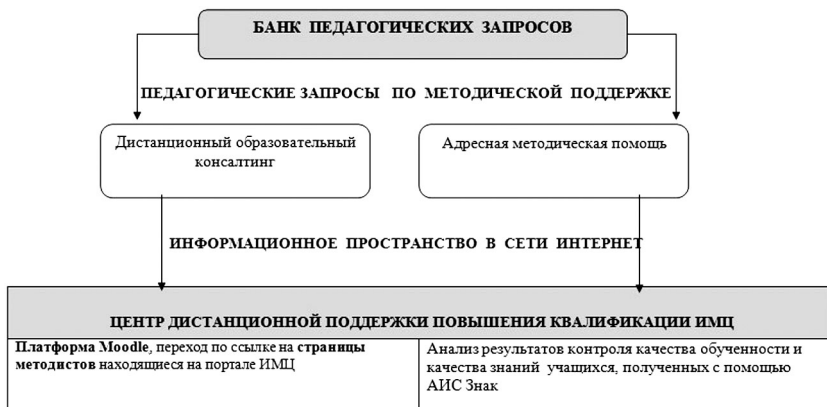 БАНК ПЕДАГОГИЧЕСКИХ ЗАПРОСОВ
ПЕДАГОГИЧЕСКИЕ ЗАПРОСЫ ПО МЕТОДИЧЕСКОЙ ПОДДЕРЖКЕ
Дистанционный образовательный
консалтинг
Адресная методическая помощь
ИНФОРМАЦИОННОЕ ПРОСТРАНСТВО В СЕТИ ИНТЕРНЕТ
ЦЕНТР ДИСТАНЦИОННОЙ ПОДДЕРЖКИ ПОВЫШЕНИЯ КВАЛИФИКАЦИИ ИМЦ
Платформа Moodle, переход по ссылке на страницы
методистов находящиеся на портале ИМЦ
Анализ результатов контроля качества обученности и
качества знаний учащихся, полученных с помощью
АИС Знак